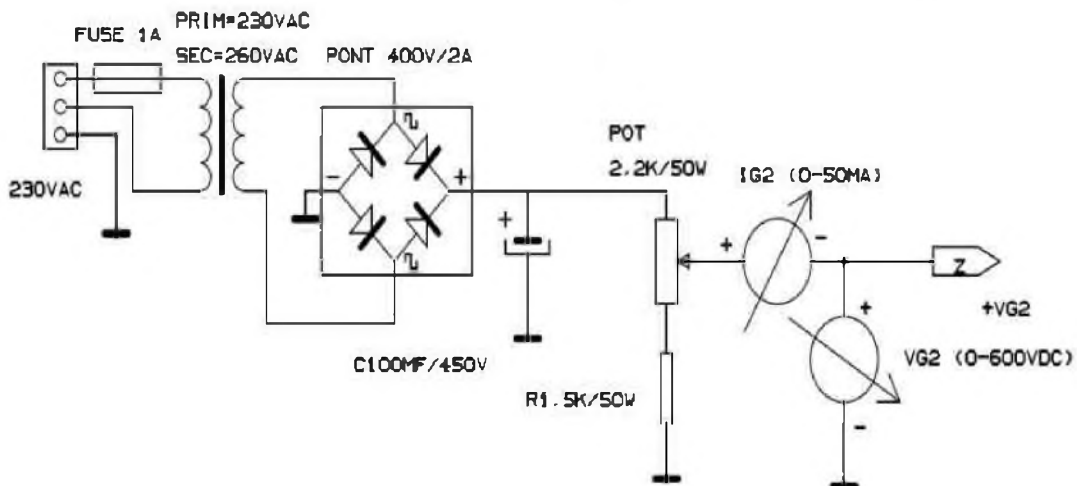 FUSE 1A
PRIM=230VAC
SEC=260VAC
PONT 400V/2A
230VAC
-
+
+
C100MF/450V
POT
2.2K/50W
IG2 (0-50MA)
+
-
Z
+VG2
+
VG2 (0-600VDC)
-
R1.5K/50W